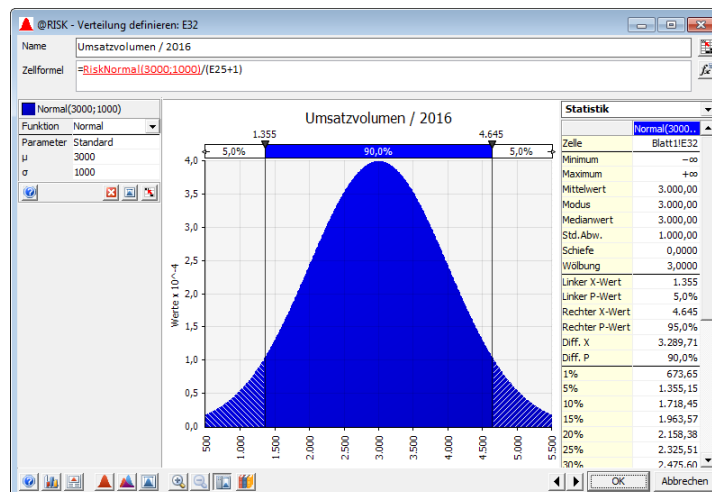 @RISK - Verteilung definieren: E32
Name
Umsatzvolumen / 2016
Zellformel
=RiskNormal(3000;1000)/(E25+1)
Normal(3000;1000)
Funktion Normal
Parameter Standard
μ 3000
σ 1000
Umsatzvolumen / 2016
1.355 4.645
5,0% 90,0% 5,0%
4,0
3,5
3,0
2,5
2,0
1,5
1,0
0,5
0,0
Werte x 10^-4
500 1.000 1.500 2.000 2.500 3.000 3.500 4.000 4.500 5.000 5.500
Statistik
Normal(3000...
Zelle Blatt1!E32
Minimum −∞
Maximum +∞
Mittelwert 3.000,00
Modus 3.000,00
Medianwert 3.000,00
Std.Abw. 1.000,00
Schiefe 0,0000
Wölbung 3,0000
Linker X-Wert 1.355
Linker P-Wert 5,0%
Rechter X-Wert 4.645
Rechter P-Wert 95,0%
Diff. X 3.289,71
Diff. P 90,0%
1% 673,65
5% 1.355,15
10% 1.718,45
15% 1.963,57
20% 2.158,38
25% 2.325,51
30% 2.475,60
OK Abbrechen